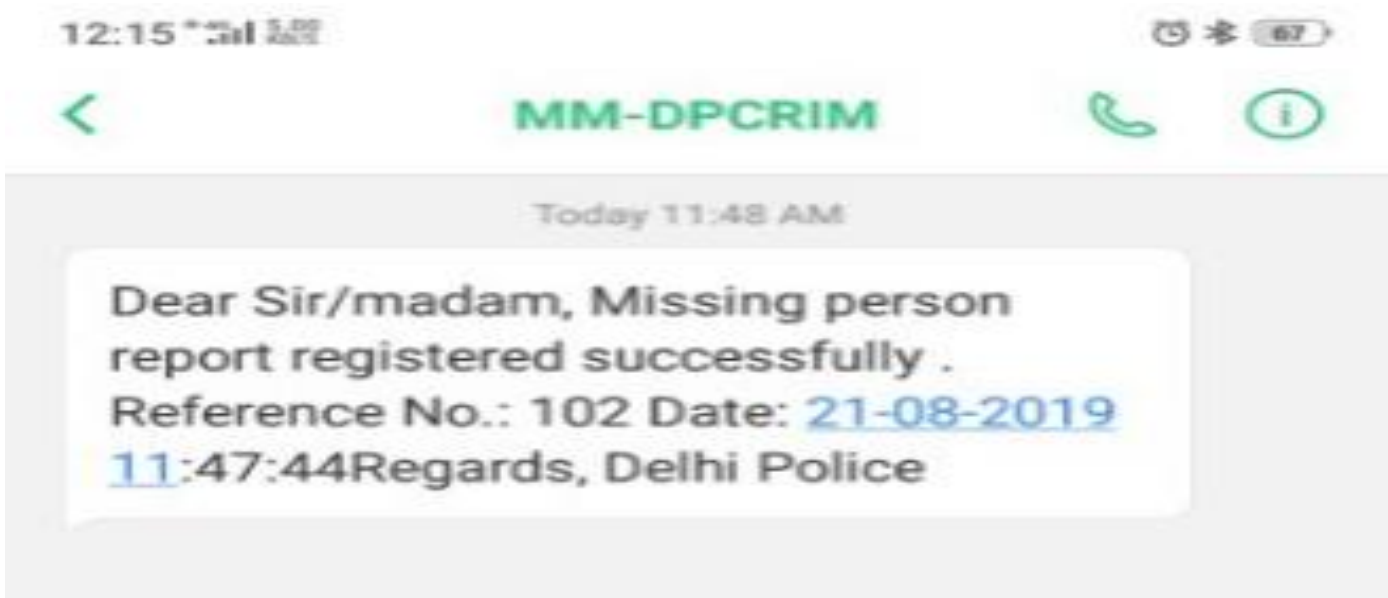 12:15
67
MM-DPCRIM
Today 11:48 AM
Dear Sir/madam, Missing person
report registered successfully .
Reference No.: 102 Date: 21-08-2019
11:47:44Regards, Delhi Police